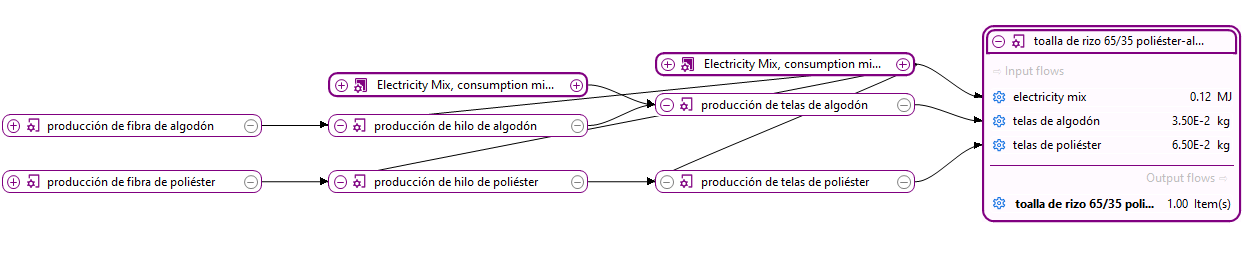 toalla de rizo 65/35 poliéster-al...
Electricity Mix, consumption mi...
Input flows
Electricity Mix, consumption mi...
electricity mix 0.12 MJ
producción de telas de algodón
producción de fibra de algodón
producción de hilo de algodón
telas de algodón 3.50E-2 kg
telas de poliéster 6.50E-2 kg
producción de fibra de poliéster
producción de hilo de poliéster
producción de telas de poliéster
Output flows
toalla de rizo 65/35 poli... 1.00 Item(s)